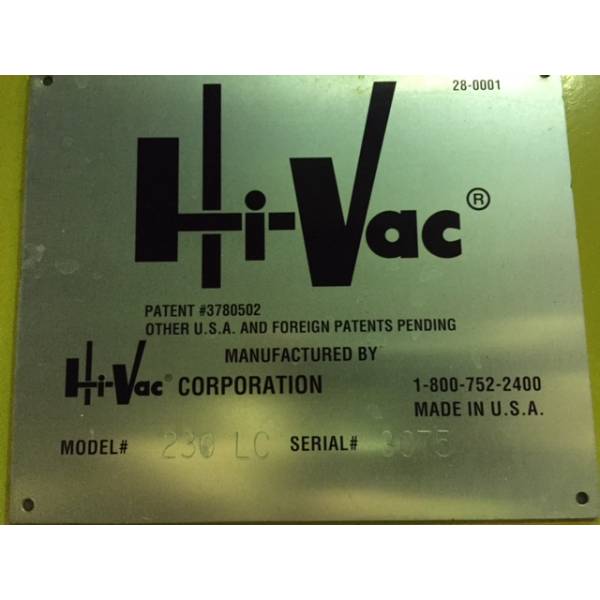 28-0001
Hi-Vac®
PATENT #3780502
OTHER U.S.A. AND FOREIGN PATENTS PENDING
MANUFACTURED BY
Hi-Vac® CORPORATION
1-800-752-2400
MADE IN U.S.A.
MODEL# 230 LC SERIAL# 3075